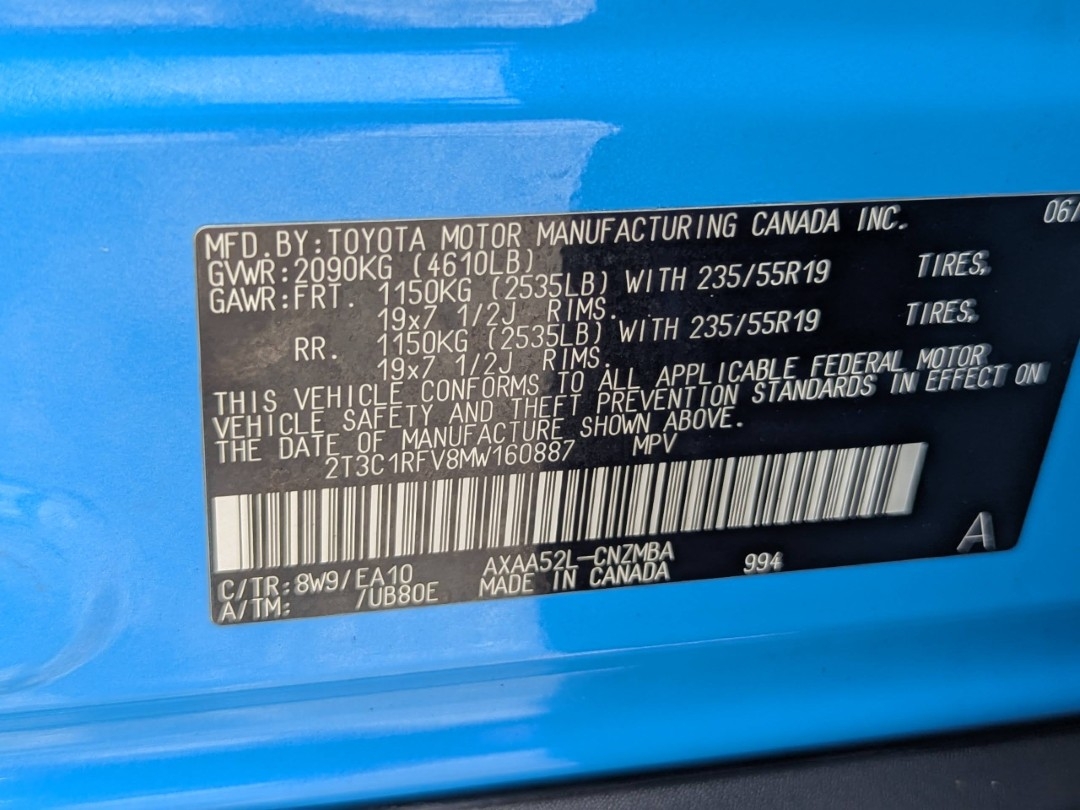 MFD. BY: TOYOTA MOTOR MANUFACTURING CANADA INC. 06/
GVWR: 2090KG (4610LB)
GAWR: FRT. 1150KG (2535LB) WITH 235/55R19 TIRES,
19x7 1/2J RIMS.
RR. 1150KG (2535LB) WITH 235/55R19 TIRES,
19x7 1/2J RIMS.
THIS VEHICLE CONFORMS TO ALL APPLICABLE FEDERAL MOTOR
VEHICLE SAFETY AND THEFT PREVENTION STANDARDS IN EFFECT ON
THE DATE OF MANUFACTURE SHOWN ABOVE.
2T3C1RFV8MW160887 MPV
A
C/TR: 8W9/EA10 AXAA52L-CNZMBA 994
A/TM: /UB80E MADE IN CANADA